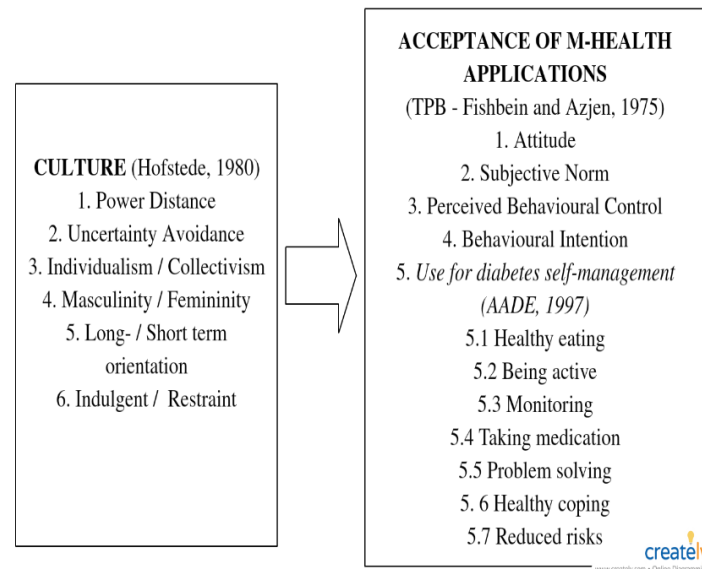 CULTURE (Hofstede, 1980)
1. Power Distance
2. Uncertainty Avoidance
3. Individualism / Collectivism
4. Masculinity / Femininity
5. Long- / Short term
orientation
6. Indulgent / Restraint
ACCEPTANCE OF M-HEALTH
APPLICATIONS
(TPB - Fishbein and Azjen, 1975)
1. Attitude
2. Subjective Norm
3. Perceived Behavioural Control
4. Behavioural Intention
5. Use for diabetes self-management
(AADE, 1997)
5.1 Healthy eating
5.2 Being active
5.3 Monitoring
5.4 Taking medication
5.5 Problem solving
5. 6 Healthy coping
5.7 Reduced risks
creately